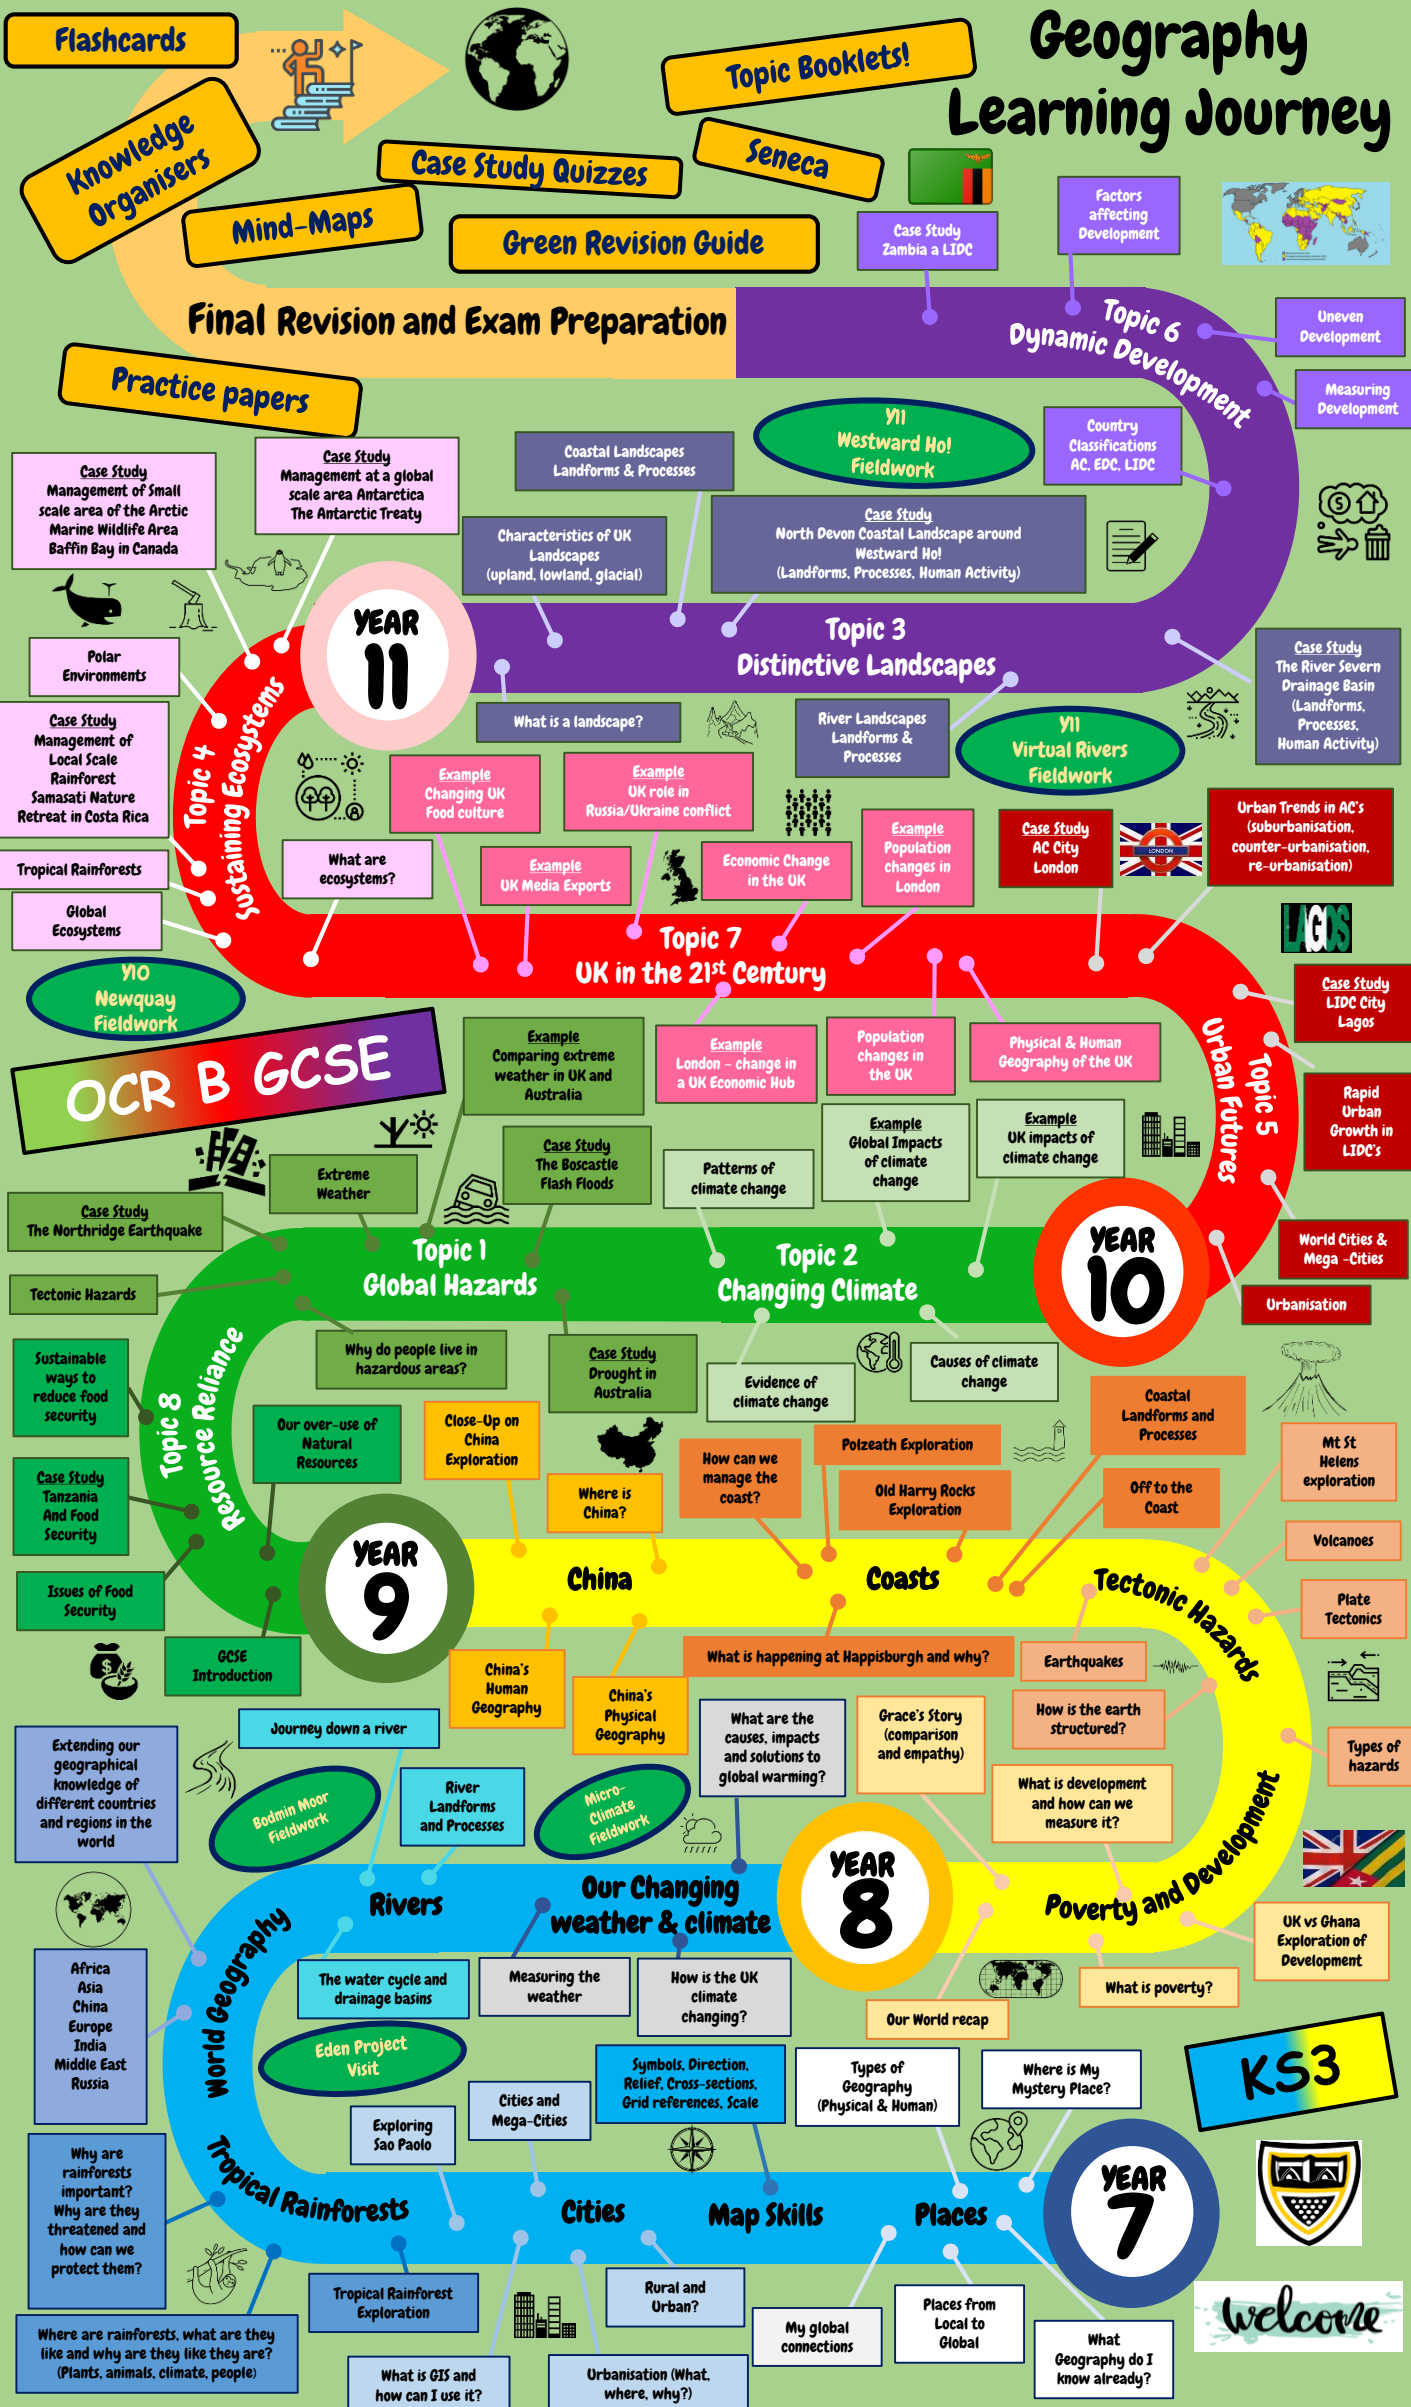 Geography
Learning Journey
Flashcards
Knowledge
Organisers
Mind-Maps
Case Study Quizzes
Green Revision Guide
Topic Booklets!
Seneca
Practice papers
Final Revision and Exam Preparation
Case Study
Zambia a LIDC
Factors
affecting
Development
Topic 6
Dynamic Development
Uneven
Development
Measuring
Development
Country
Classifications
AC, EDC, LIDC
Y11
Westward Ho!
Fieldwork
Coastal Landscapes
Landforms & Processes
Characteristics of UK
Landscapes
(upland, lowland, glacial)
Case Study
North Devon Coastal Landscape around
Westward Ho!
(Landforms, Processes, Human Activity)
Case Study
Management of Small
scale area of the Arctic
Marine Wildlife Area
Baffin Bay in Canada
Case Study
Management at a global
scale area Antarctica
The Antarctic Treaty
YEAR
11
Topic 3
Distinctive Landscapes
Case Study
The River Severn
Drainage Basin
(Landforms,
Processes,
Human Activity)
What is a landscape?
River Landscapes
Landforms &
Processes
Y11
Virtual Rivers
Fieldwork
Polar
Environments
Case Study
Management of
Local Scale
Rainforest
Samasati Nature
Retreat in Costa Rica
Tropical Rainforests
Global
Ecosystems
Topic 4
Sustaining Ecosystems
What are
ecosystems?
Y10
Newquay
Fieldwork
Example
Changing UK
Food culture
Example
UK role in
Russia/Ukraine conflict
Example
UK Media Exports
Economic Change
in the UK
Example
Population
changes in
London
Case Study
AC City
London
LONDON
Urban Trends in AC's
(suburbanisation,
counter-urbanisation,
re-urbanisation)
LAGOS
Topic 7
UK in the 21st Century
Case Study
LIDC City
Lagos
Rapid
Urban
Growth in
LIDC's
Topic 5
Urban Futures
World Cities &
Mega -Cities
Urbanisation
Example
London - change in
a UK Economic Hub
Population
changes in
the UK
Physical & Human
Geography of the UK
OCR B GCSE
Example
Comparing extreme
weather in UK and
Australia
Case Study
The Boscastle
Flash Floods
Extreme
Weather
Case Study
The Northridge Earthquake
Tectonic Hazards
Patterns of
climate change
Example
Global Impacts
of climate
change
Example
UK impacts of
climate change
YEAR
10
Topic 1
Global Hazards
Topic 2
Changing Climate
Why do people live in
hazardous areas?
Case Study
Drought in
Australia
Evidence of
climate change
Causes of climate
change
Sustainable
ways to
reduce food
security
Case Study
Tanzania
And Food
Security
Issues of Food
Security
GCSE
Introduction
Our over-use of
Natural
Resources
Topic 8
Resource Reliance
YEAR
9
Close-Up on
China
Exploration
Where is
China?
How can we
manage the
coast?
Polzeath Exploration
Old Harry Rocks
Exploration
Coastal
Landforms and
Processes
Off to the
Coast
Mt St
Helens
exploration
Volcanoes
Plate
Tectonics
China
Coasts
Tectonic Hazards
China's
Human
Geography
China's
Physical
Geography
What is happening at Happisburgh and why?
Earthquakes
How is the earth
structured?
Types of
hazards
Extending our
geographical
knowledge of
different countries
and regions in the
world
Journey down a river
River
Landforms
and Processes
Bodmin Moor
Fieldwork
Micro-
Climate
Fieldwork
What are the
causes, impacts
and solutions to
global warming?
Grace's Story
(comparison
and empathy)
What is development
and how can we
measure it?
YEAR
8
Poverty and Development
UK vs Ghana
Exploration of
Development
What is poverty?
Our World recap
Rivers
Our Changing
weather & climate
World Geography
Africa
Asia
China
Europe
India
Middle East
Russia
The water cycle and
drainage basins
Measuring the
weather
How is the UK
climate
changing?
Eden Project
Visit
KS3
Symbols, Direction,
Relief, Cross-sections,
Grid references, Scale
Types of
Geography
(Physical & Human)
Where is My
Mystery Place?
Cities and
Mega-Cities
Exploring
Sao Paolo
Why are
rainforests
important?
Why are they
threatened and
how can we
protect them?
Tropical Rainforests
Cities
Map Skills
Places
YEAR
7
Tropical Rainforest
Exploration
Where are rainforests, what are they
like and why are they like they are?
(Plants, animals, climate, people)
What is GIS and
how can I use it?
Urbanisation (What,
where, why?)
Rural and
Urban?
My global
connections
Places from
Local to
Global
What
Geography do I
know already?
welcome